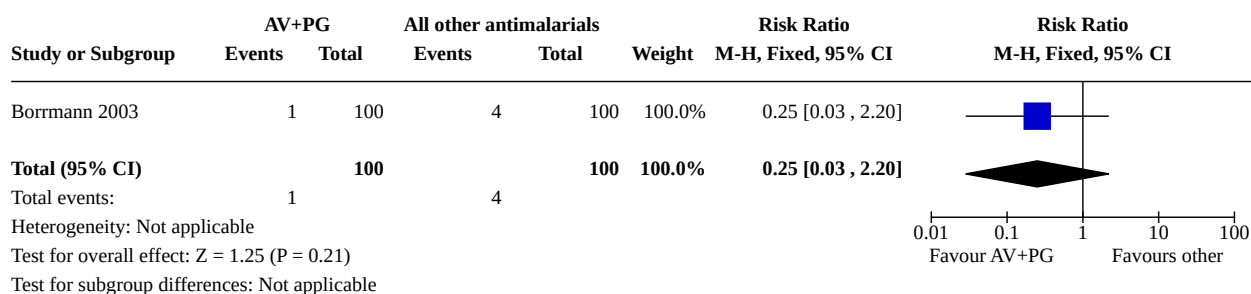 AV+PG All other antimalarials Risk Ratio Risk Ratio
Study or Subgroup Events Total Events Total Weight M-H, Fixed, 95% CI M-H, Fixed, 95% CI
Borrmann 2003 1 100 4 100 100.0% 0.25 [0.03 , 2.20]
Total (95% CI) 100 100 100.0% 0.25 [0.03 , 2.20]
Total events: 1 4
Heterogeneity: Not applicable
0.01 0.1 1 10 100
Test for overall effect: Z = 1.25 (P = 0.21) Favour AV+PG Favours other
Test for subgroup differences: Not applicable